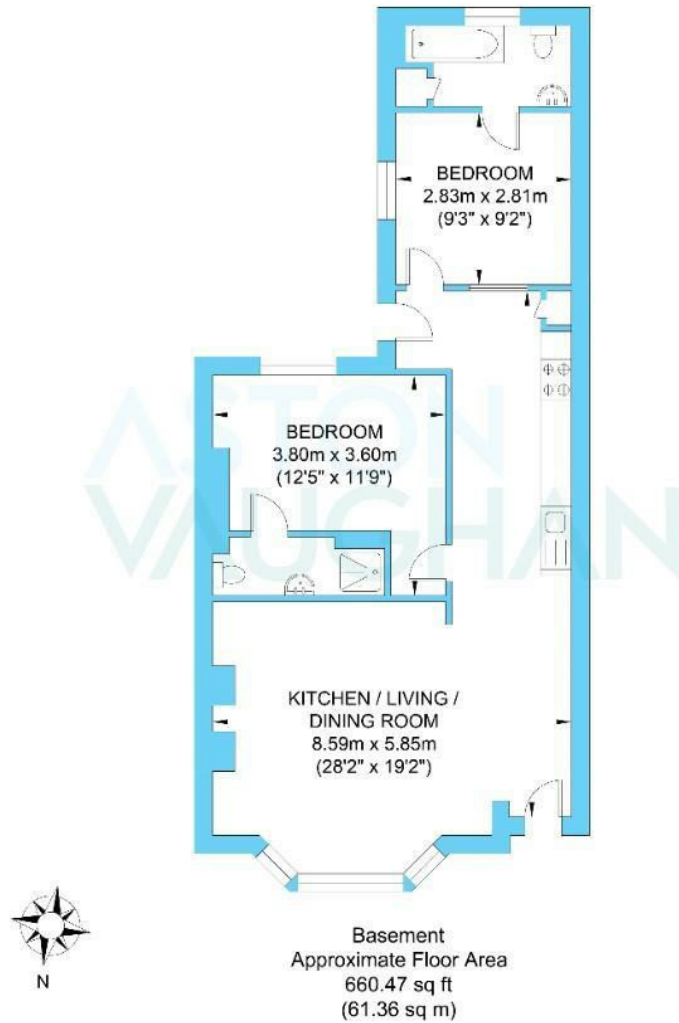 BEDROOM
2.83m x 2.81m
(9'3" x 9'2")
BEDROOM
3.80m x 3.60m
(12'5" x 11'9")
ASTON
VAUGHAN
KITCHEN / LIVING /
DINING ROOM
8.59m x 5.85m
(28'2" x 19'2")
N
Basement
Approximate Floor Area
660.47 sq ft
(61.36 sq m)